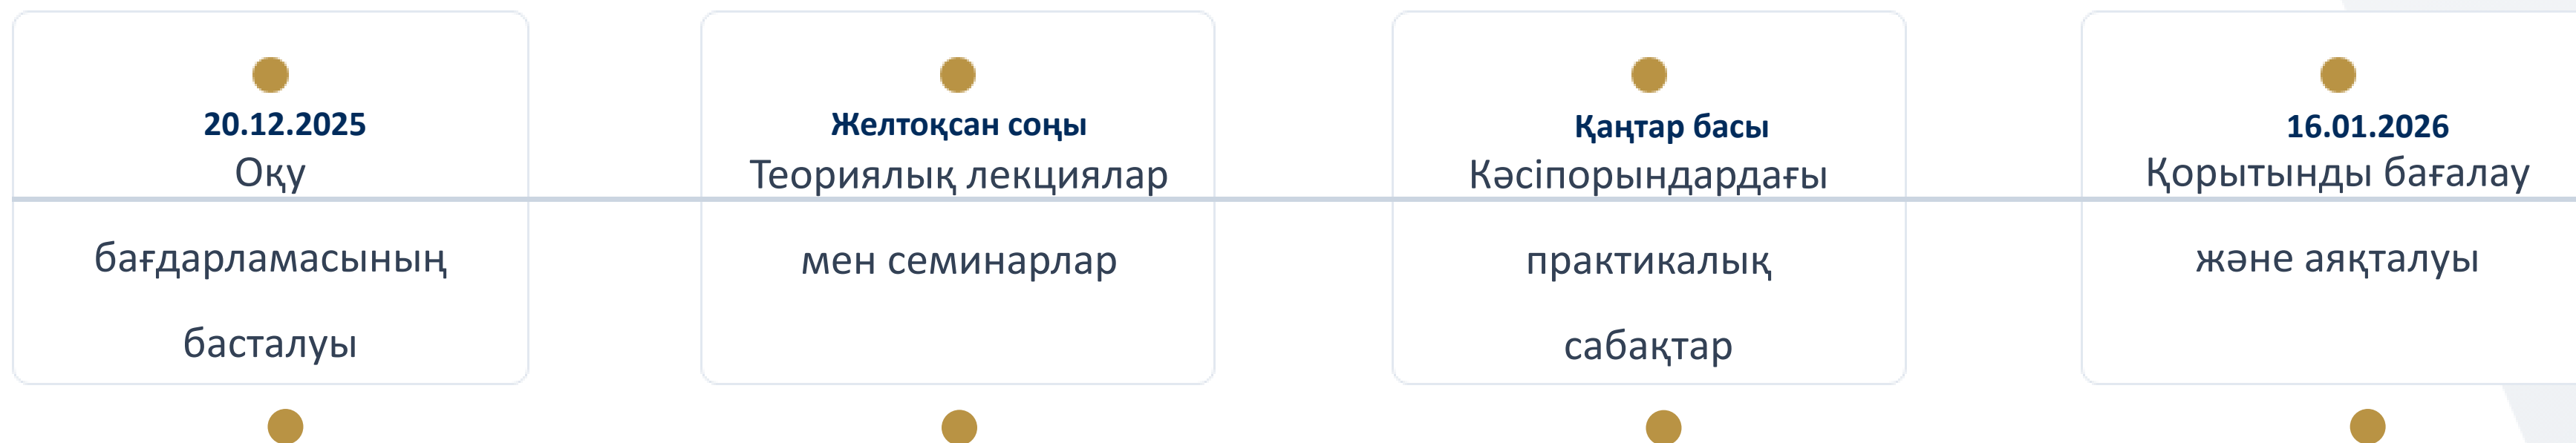 20.12.2025
Оқу
бағдарламасының
басталуы
Желтоқсан соңы
Теориялық лекциялар
мен семинарлар
Қаңтар басы
Кәсіпорындардағы
практикалық
сабақтар
16.01.2026
Қорытынды бағалау
және аяқталуы